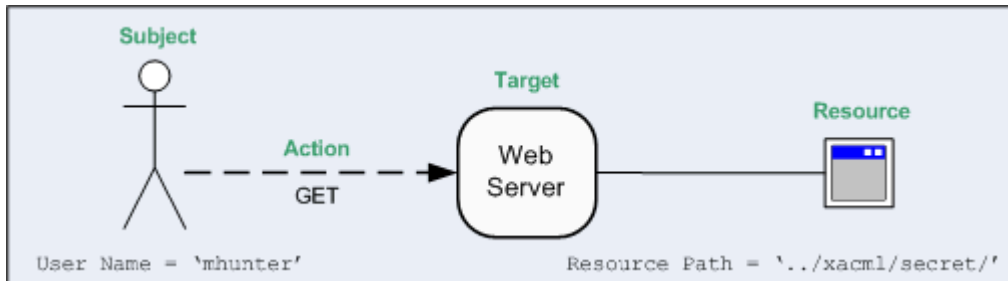 Subject
Target
Resource
Action
GET
Web
Server
User Name = ‘mhunter’
Resource Path = ‘../xacml/secret/’